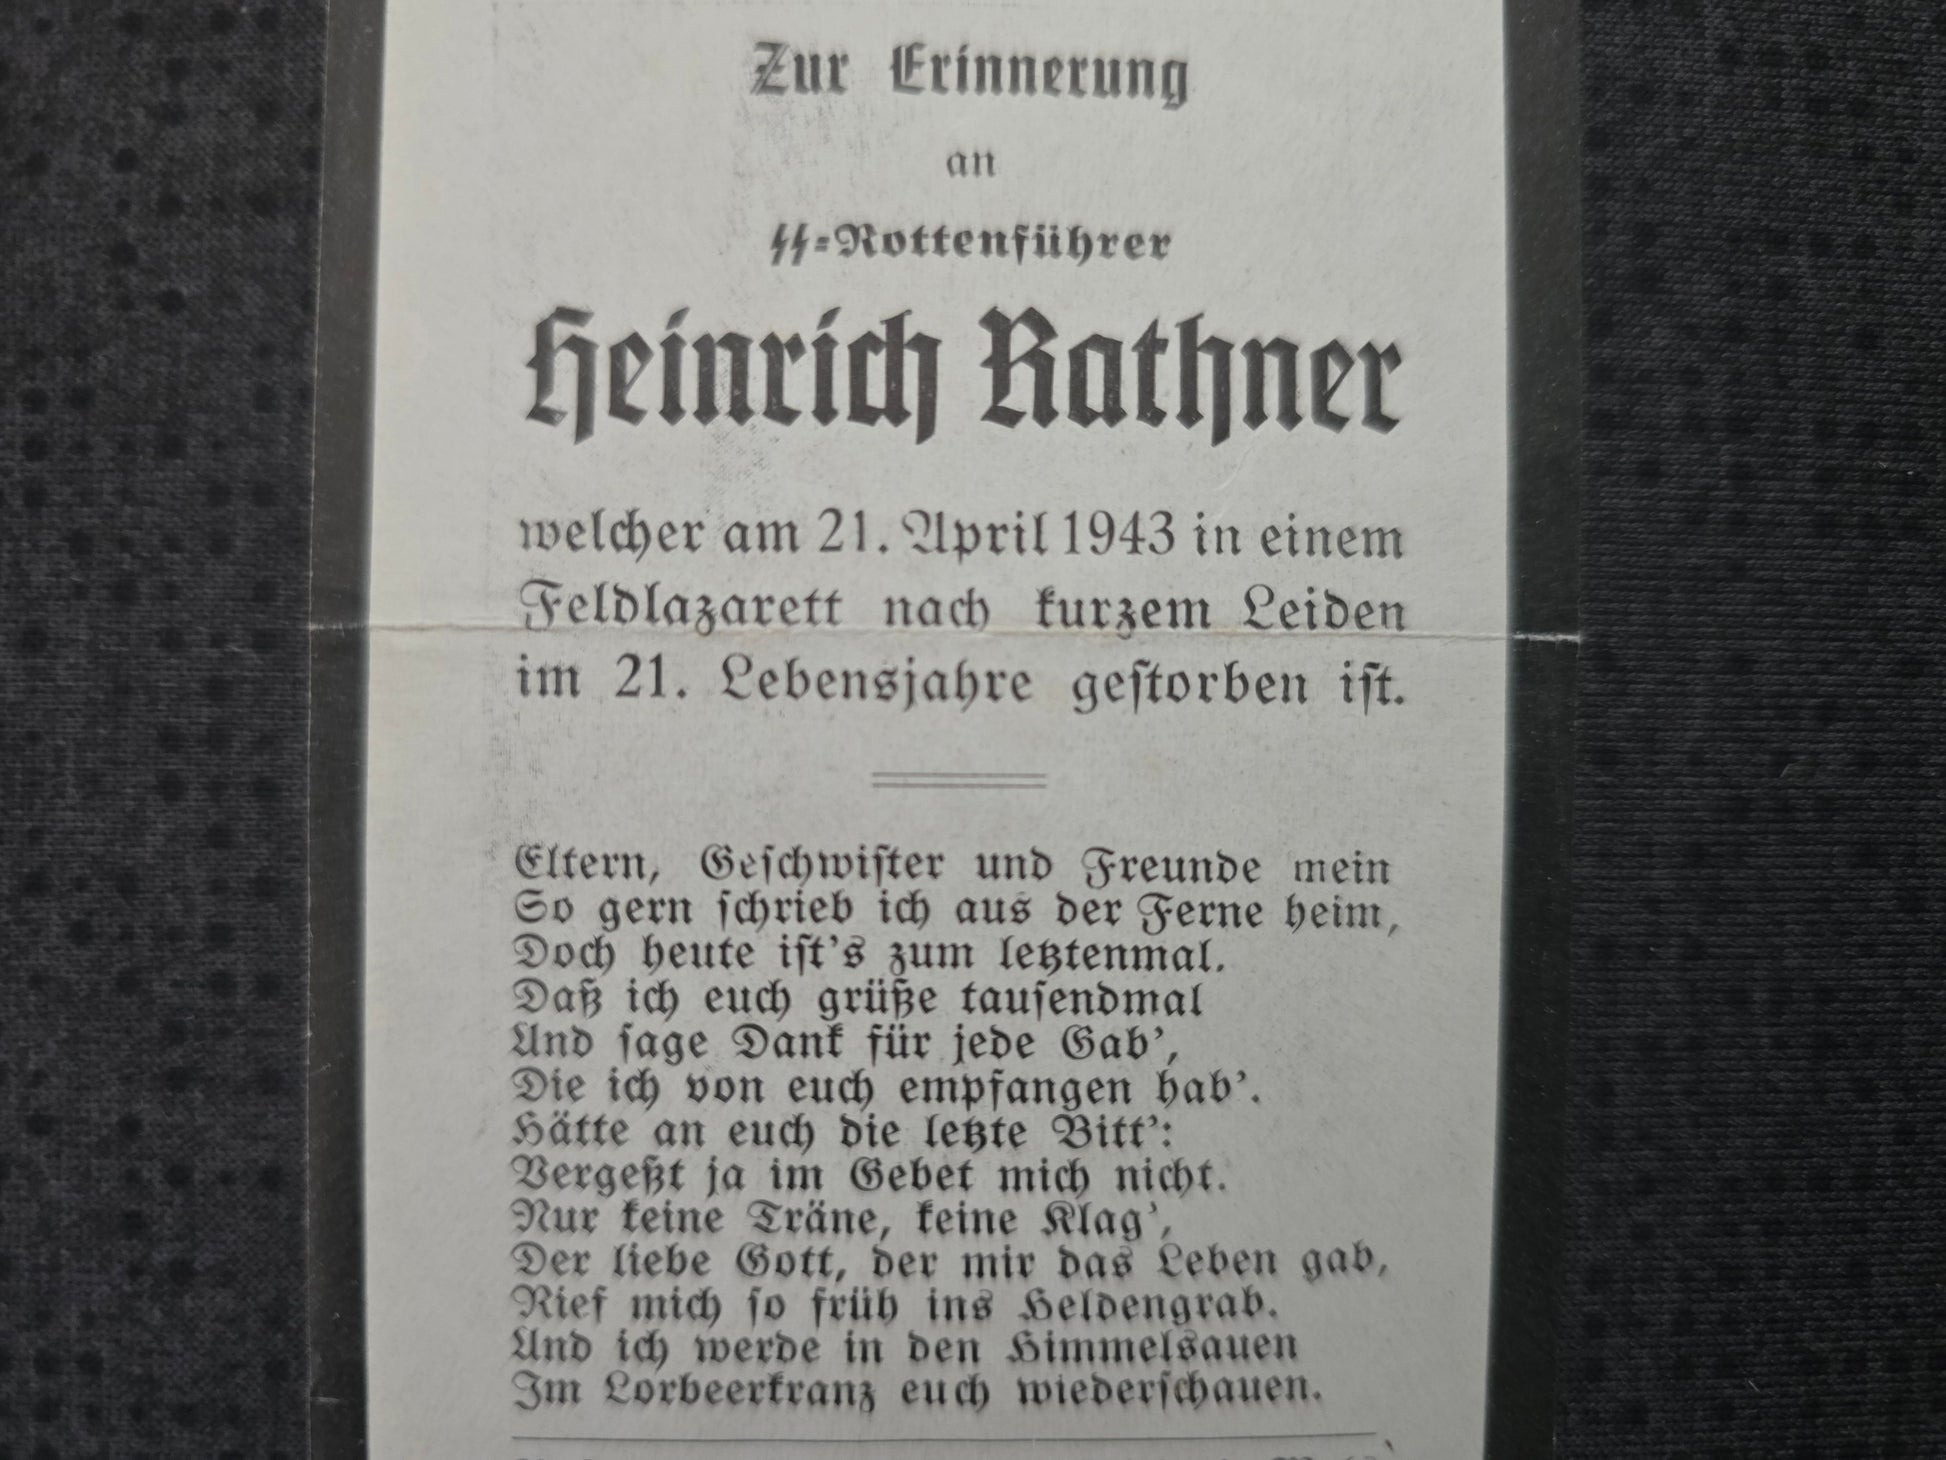 Zur Erinnerung
an
ϟϟ=Rottenführer
Heinrich Rathner
welcher am 21. April 1943 in einem
Feldlazarett nach kurzem Leiden
im 21. Lebensjahre geſtorben iſt.
Eltern, Geſchwiſter und Freunde mein
So gern ſchrieb ich aus der Ferne heim,
Doch heute iſt's zum letztenmal.
Daß ich euch grüße tauſendmal
Und ſage Dank für jede Gab',
Die ich von euch empfangen hab'.
Hätte an euch die letzte Bitt':
Vergeßt ja im Gebet mich nicht.
Nur keine Träne, keine Klag',
Der liebe Gott, der mir das Leben gab,
Rief mich ſo früh ins Heldengrab.
Und ich werde in den Himmelsauen
Im Lorbeerkranz euch wiederſchauen.